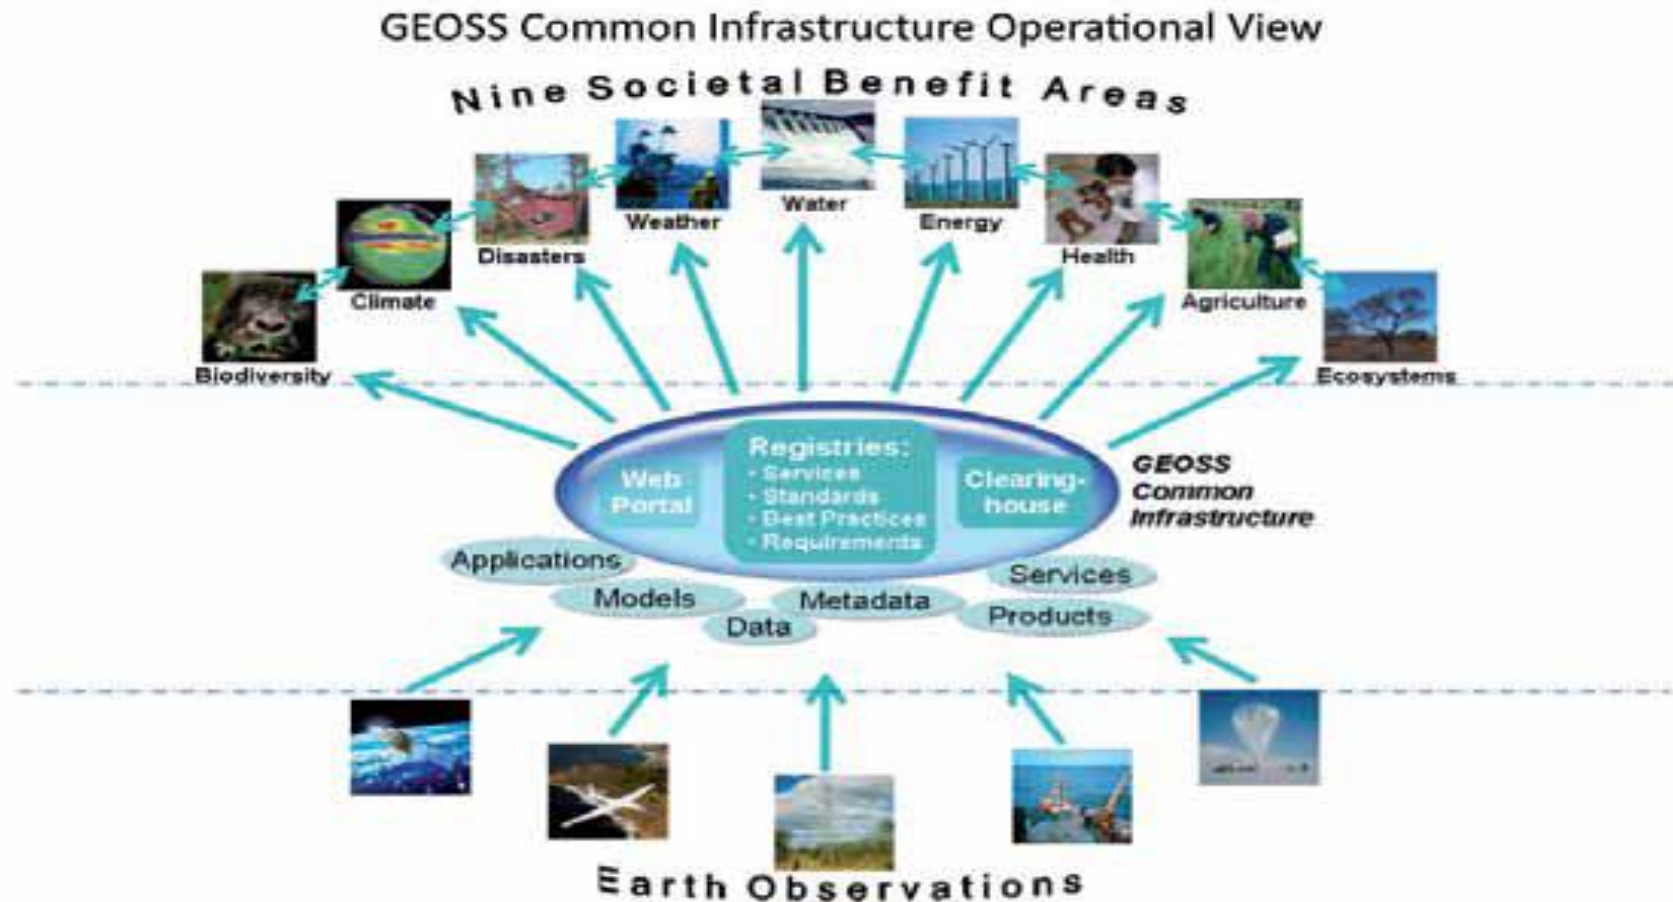 GEOSS Common Infrastructure Operational View
Nine Societal Benefit Areas
Water
Weather
Energy
Disasters
Health
Climate
Agriculture
Biodiversity
Ecosystems
Registries:
• Services
• Standards
• Best Practices
• Requirements
Web
Portal
Clearing-
house
GEOSS
Common
Infrastructure
Applications
Models
Data
Metadata
Services
Products
Earth Observations